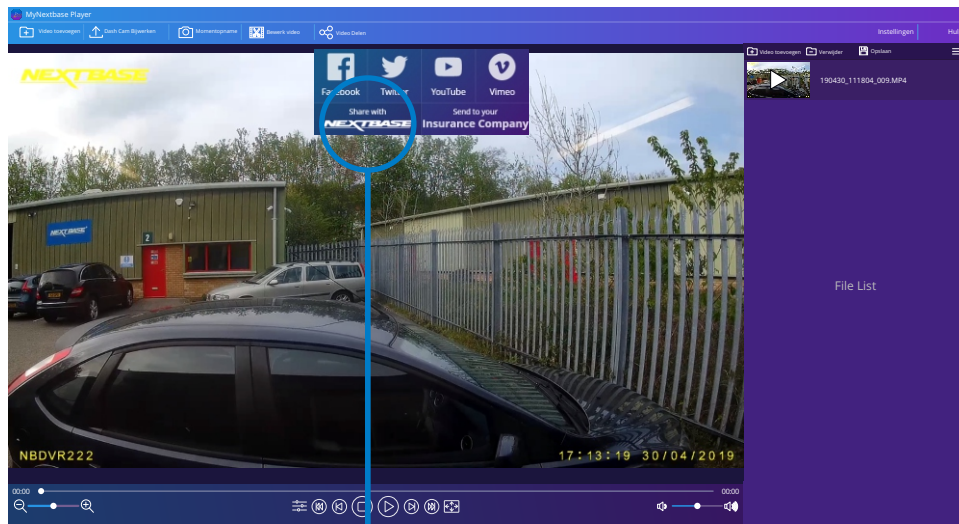 MyNextbase Player
Video toevoegen Dash Cam Bijwerken Momentopname Bewerk video Video Delen Instellingen Hul
Video toevoegen Verwijder Opslaan
NEXTBASE
Facebook Twitter YouTube Vimeo
Share with Send to your
NEXTBASE Insurance Company
190430_111804_009.MP4
NEXTBASE
2
File List
NBDVR222 17:13:19 30/04/2019
00:00 00:00